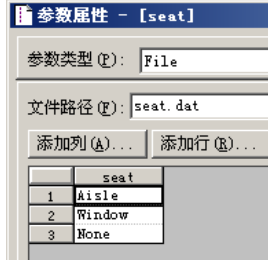 参数属性 - [seat]
参数类型(P): File
文件路径(F): seat.dat
添加列(A)... 添加行(R)...
seat
1 Aisle
2 Window
3 None